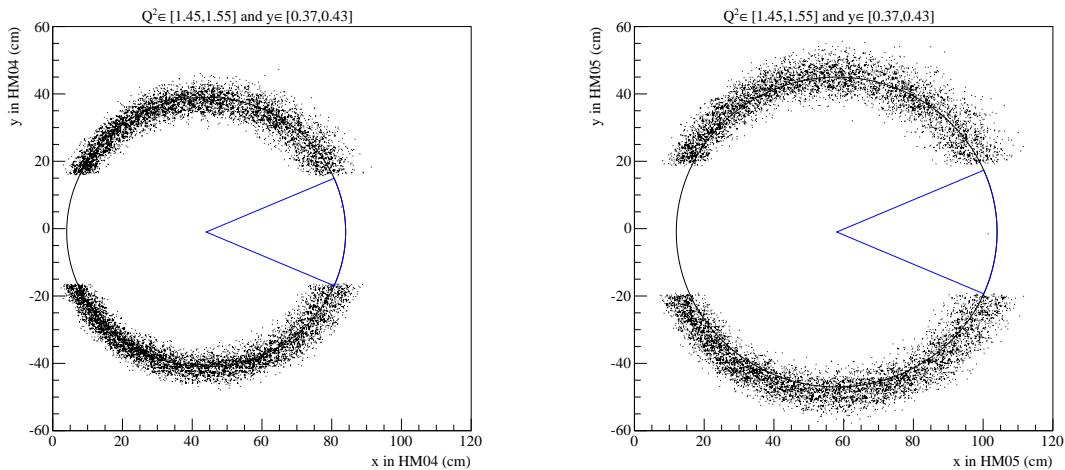 Q²∈ [1.45,1.55] and y∈ [0.37,0.43]
y in HM04 (cm)
60
40
20
0
-20
-40
-60
0 20 40 60 80 100 120
x in HM04 (cm)
Q²∈ [1.45,1.55] and y∈ [0.37,0.43]
y in HM05 (cm)
60
40
20
0
-20
-40
-60
0 20 40 60 80 100 120
x in HM05 (cm)